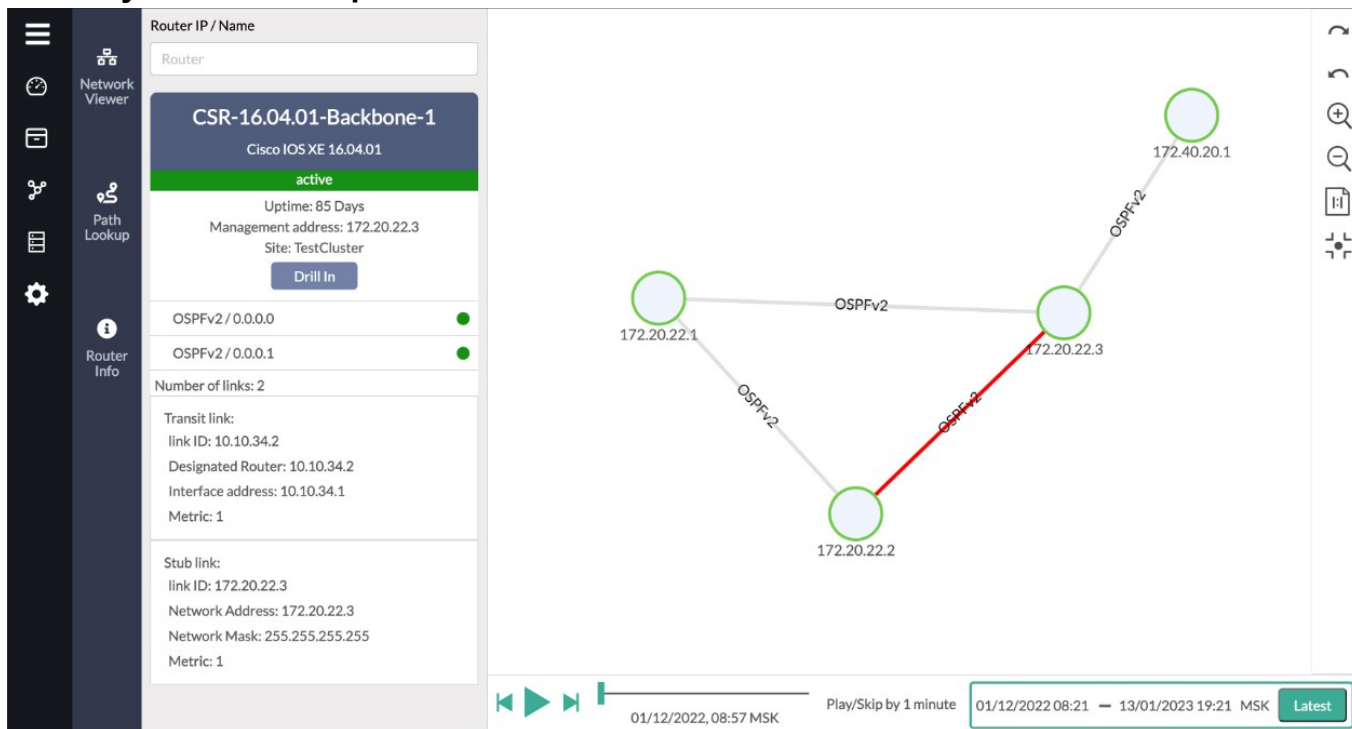 Router IP / Name
Router
Network
Viewer
Path
Lookup
Router
Info
CSR-16.04.01-Backbone-1
Cisco IOS XE 16.04.01
active
Uptime: 85 Days
Management address: 172.20.22.3
Site: TestCluster
Drill In
OSPFv2 / 0.0.0.0
OSPFv2 / 0.0.0.1
Number of links: 2
Transit link:
link ID: 10.10.34.2
Designated Router: 10.10.34.2
Interface address: 10.10.34.1
Metric: 1
Stub link:
link ID: 172.20.22.3
Network Address: 172.20.22.3
Network Mask: 255.255.255.255
Metric: 1
172.40.20.1
OSPFv2
OSPFv2
172.20.22.1
172.20.22.3
OSPFv2
OSPFv2
172.20.22.2
1:1
01/12/2022, 08:57 MSK
Play/Skip by 1 minute
01/12/2022 08:21 — 13/01/2023 19:21 MSK
Latest